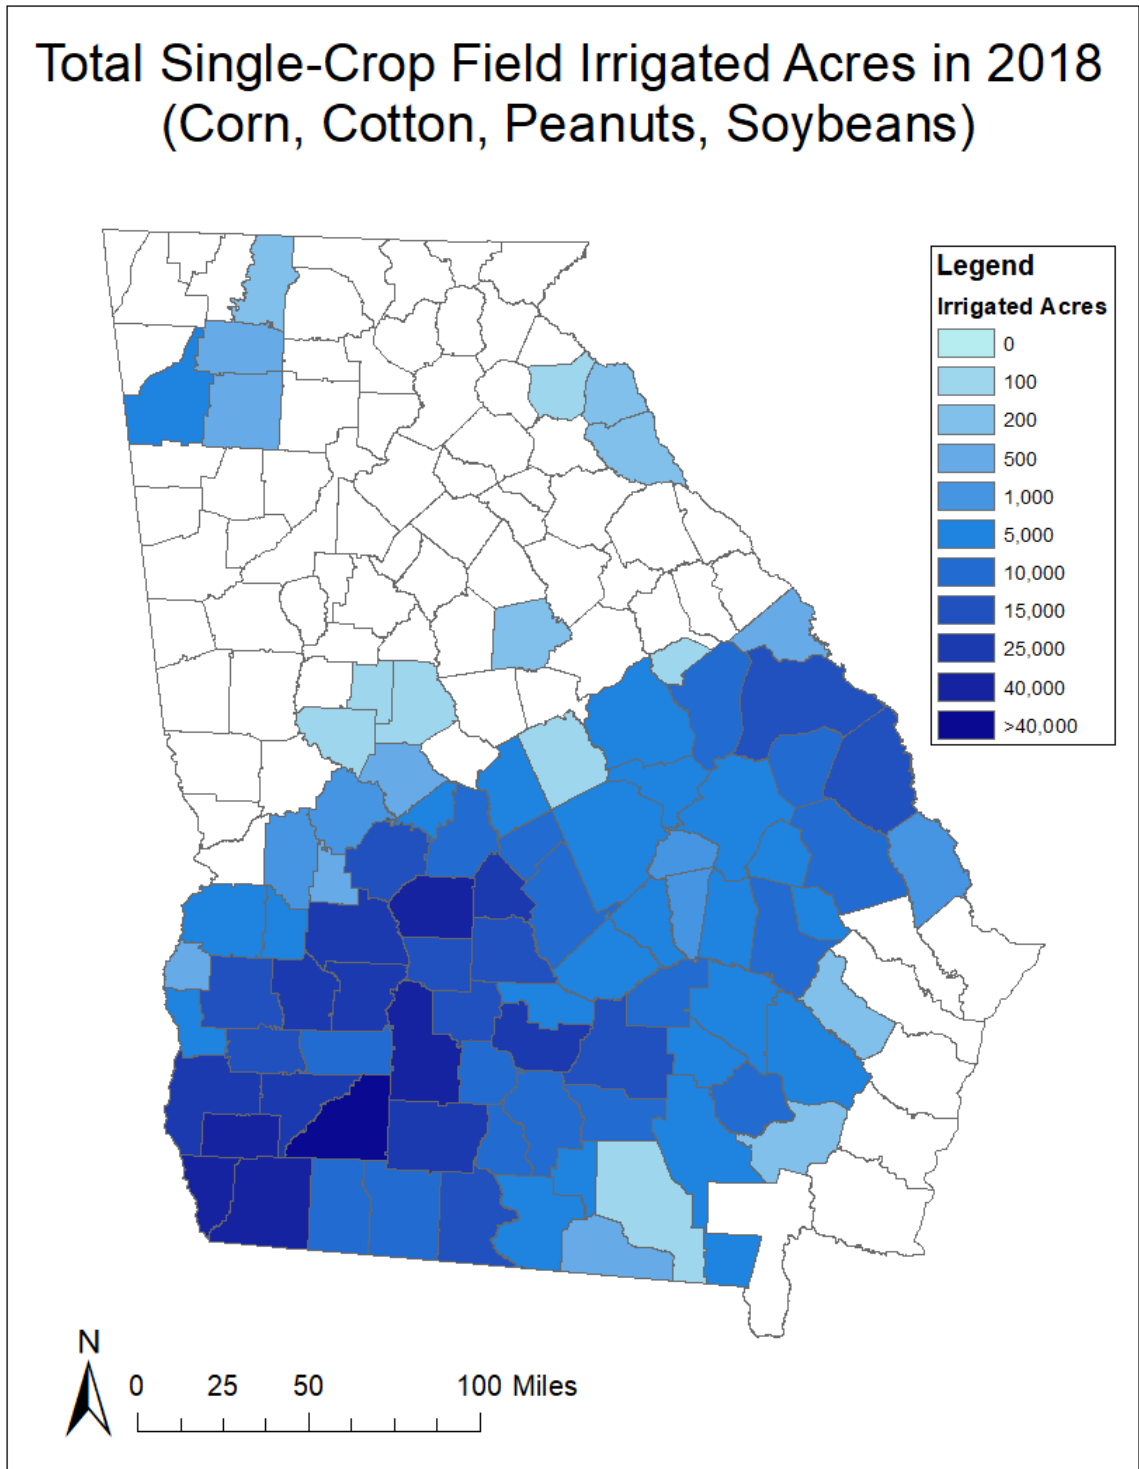 Total Single-Crop Field Irrigated Acres in 2018
(Corn, Cotton, Peanuts, Soybeans)
Legend
Irrigated Acres
0
100
200
500
1,000
5,000
10,000
15,000
25,000
40,000
>40,000
N
0 25 50 100 Miles